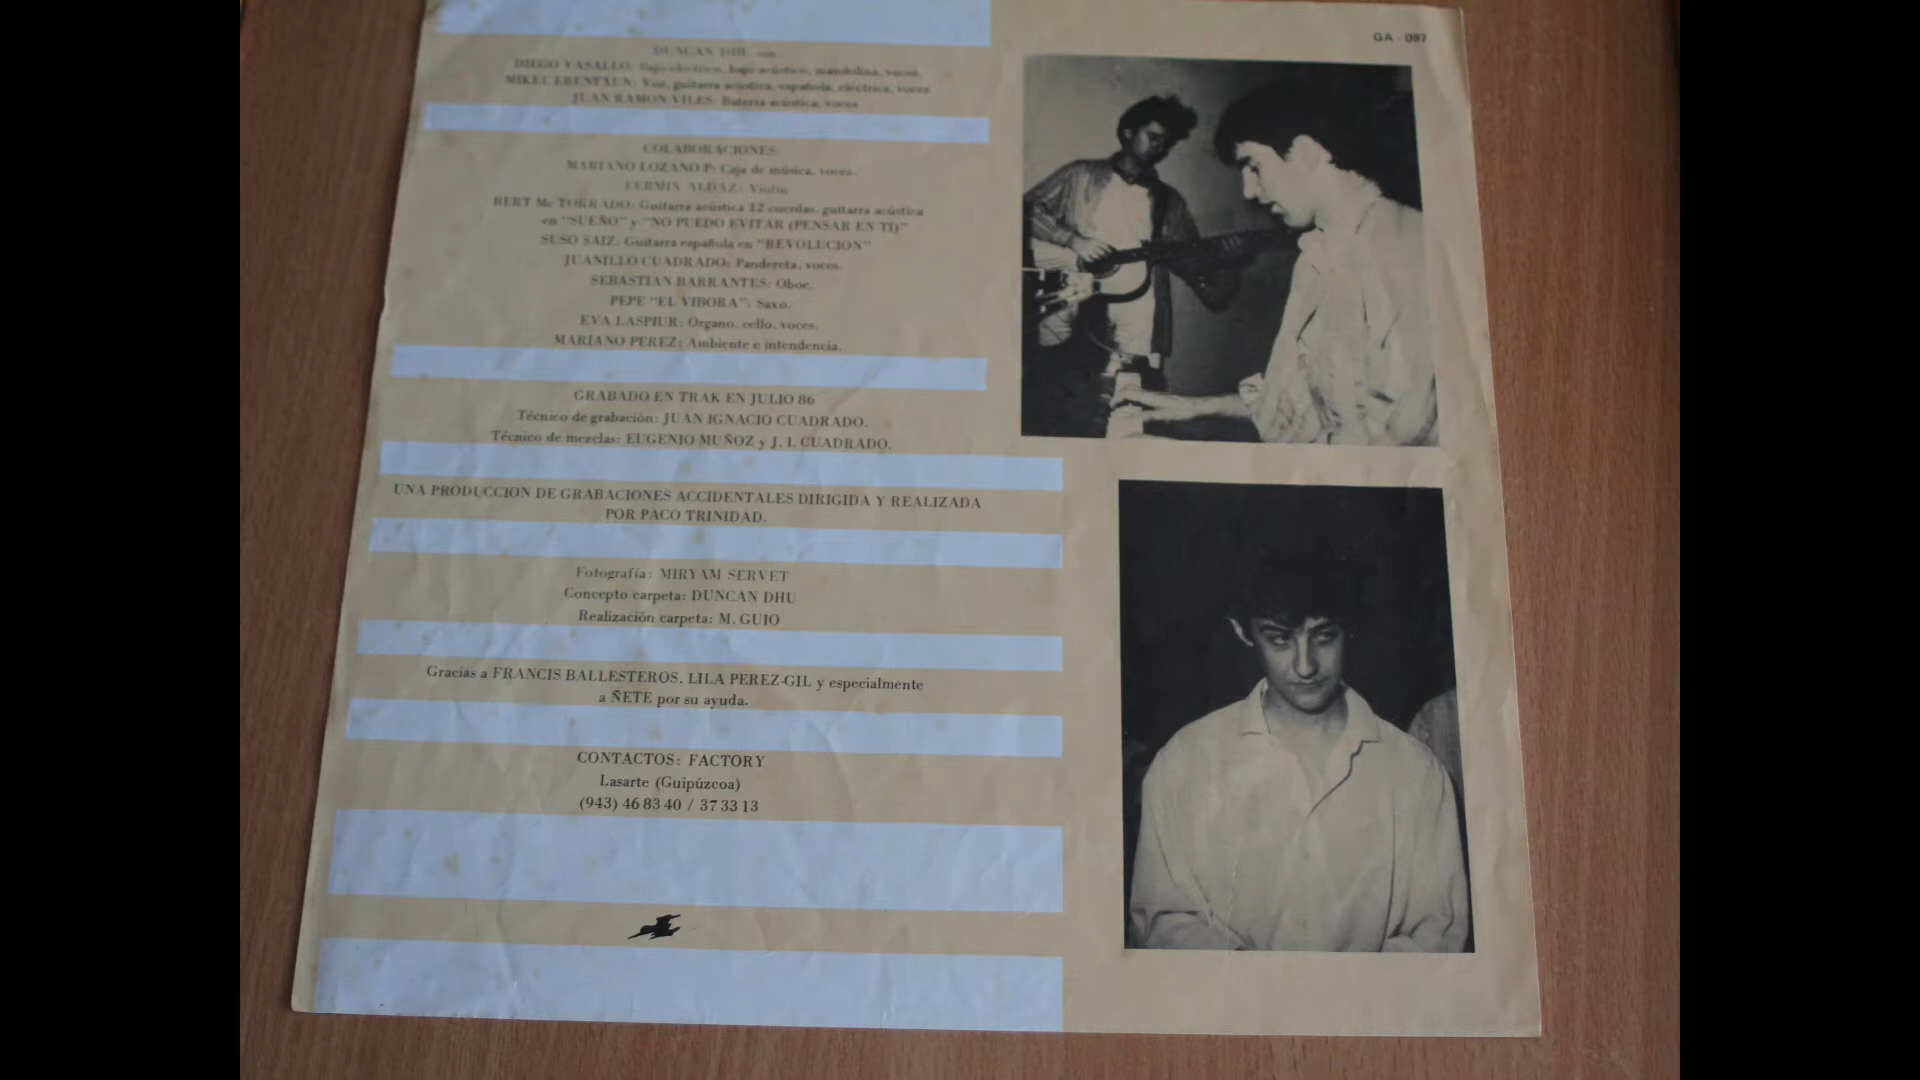 GA - 097
DUNCAN DHU
DIEGO VASALLO: Bajo eléctrico, bajo acústico, mandolina, voces.
MIKEL ERENTXUN: Voz, guitarra acústica, española, eléctrica, voces
JUAN RAMON VILES: Batería acústica, voces
COLABORACIONES:
MARIANO LOZANO P: Caja de música, voces.
FERMIN ALDAZ: Violín
BERT Mc TORRADO: Guitarra acústica 12 cuerdas, guitarra acústica
en "SUEÑO" y "NO PUEDO EVITAR (PENSAR EN TI)"
SUSO SAIZ: Guitarra española en "REVOLUCION"
JUANILLO CUADRADO: Pandereta, voces.
SEBASTIAN BARRANTES: Oboe.
PEPE "EL VIBORA": Saxo.
EVA LASPIUR: Organo, cello, voces.
MARIANO PEREZ: Ambiente e intendencia.
GRABADO EN TRAK EN JULIO 86
Técnico de grabación: JUAN IGNACIO CUADRADO.
Técnico de mezclas: EUGENIO MUÑOZ y J. I. CUADRADO.
UNA PRODUCCION DE GRABACIONES ACCIDENTALES DIRIGIDA Y REALIZADA
POR PACO TRINIDAD.
Fotografía: MIRYAM SERVET
Concepto carpeta: DUNCAN DHU
Realización carpeta: M. GUIO
Gracias a FRANCIS BALLESTEROS, LILA PEREZ-GIL y especialmente
a ÑETE por su ayuda.
CONTACTOS: FACTORY
Lasarte (Guipúzcoa)
(943) 46 83 40 / 37 33 13